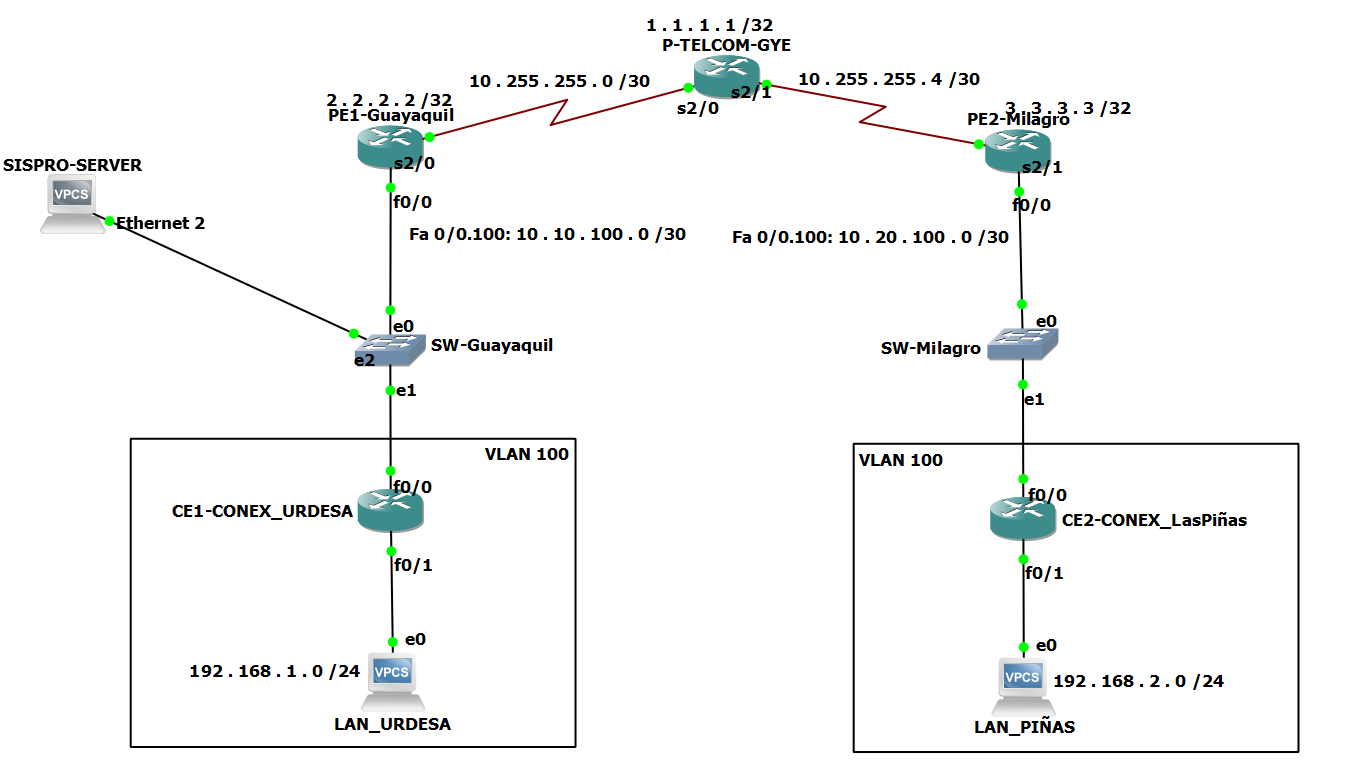 1 . 1 . 1 . 1 /32
P-TELCOM-GYE
10 . 255 . 255 . 0 /30
10 . 255 . 255 . 4 /30
s2/1
s2/0
2 . 2 . 2 . 2 /32
PE1-Guayaquil
3 . 3 . 3 . 3 /32
PE2-Milagro
s2/0
s2/1
SISPRO-SERVER
VPCS
Ethernet 2
f0/0
f0/0
Fa 0/0.100: 10 . 10 . 100 . 0 /30
Fa 0/0.100: 10 . 20 . 100 . 0 /30
e0
e0
SW-Guayaquil
SW-Milagro
e2
e1
e1
VLAN 100
VLAN 100
f0/0
f0/0
CE1-CONEX_URDESA
CE2-CONEX_LasPiñas
f0/1
f0/1
e0
e0
192 . 168 . 1 . 0 /24
VPCS
VPCS
192 . 168 . 2 . 0 /24
LAN_URDESA
LAN_PIÑAS